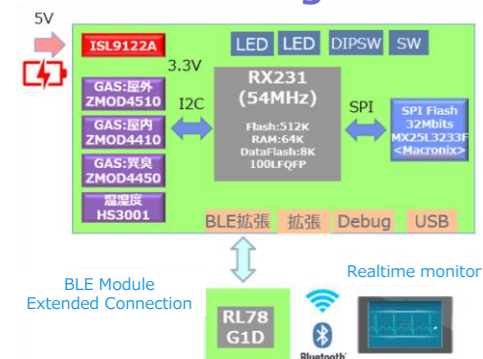 5V
ISL9122A
LED
LED
DIPSW
SW
3.3V
GAS:屋外
ZMOD4510
I2C
RX231
(54MHz)
Flash:512K
RAM:64K
DataFlash:8K
100LFQFP
SPI
SPI Flash
32Mbits
MX25L3233F
<Macronix>
GAS:屋内
ZMOD4410
GAS:異臭
ZMOD4450
温湿度
HS3001
BLE拡張
拡張
Debug
USB
BLE Module
Extended Connection
Realtime monitor
RL78
G1D
Bluetooth